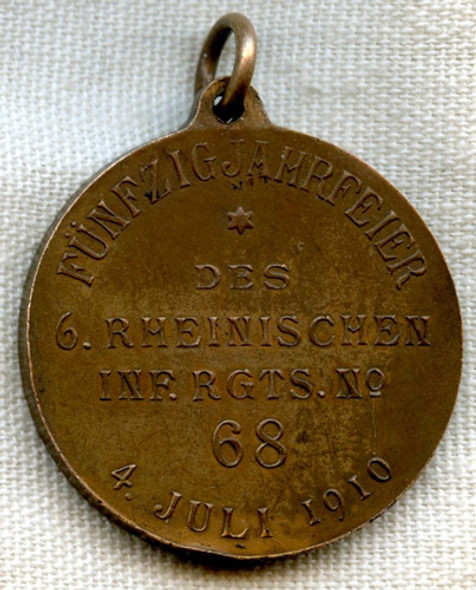 FÜNFZIGJAHRFEIER
DES
6. RHEINISCHEN
INF. RGTS. No
68
4. JULI 1910